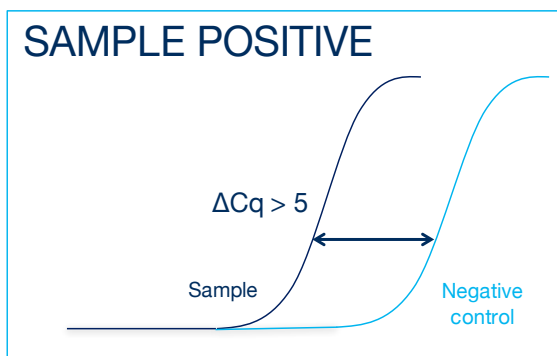 SAMPLE POSITIVE
ΔCq > 5
Sample
Negative
control